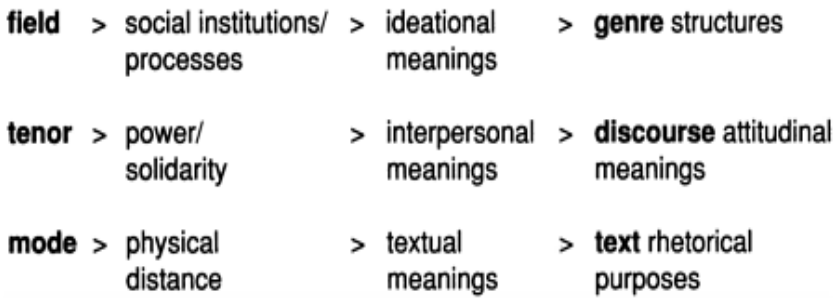 field > social institutions/ > ideational > genre structures
processes meanings
tenor > power/ > interpersonal > discourse attitudinal
solidarity meanings meanings
mode > physical > textual > text rhetorical
distance meanings purposes